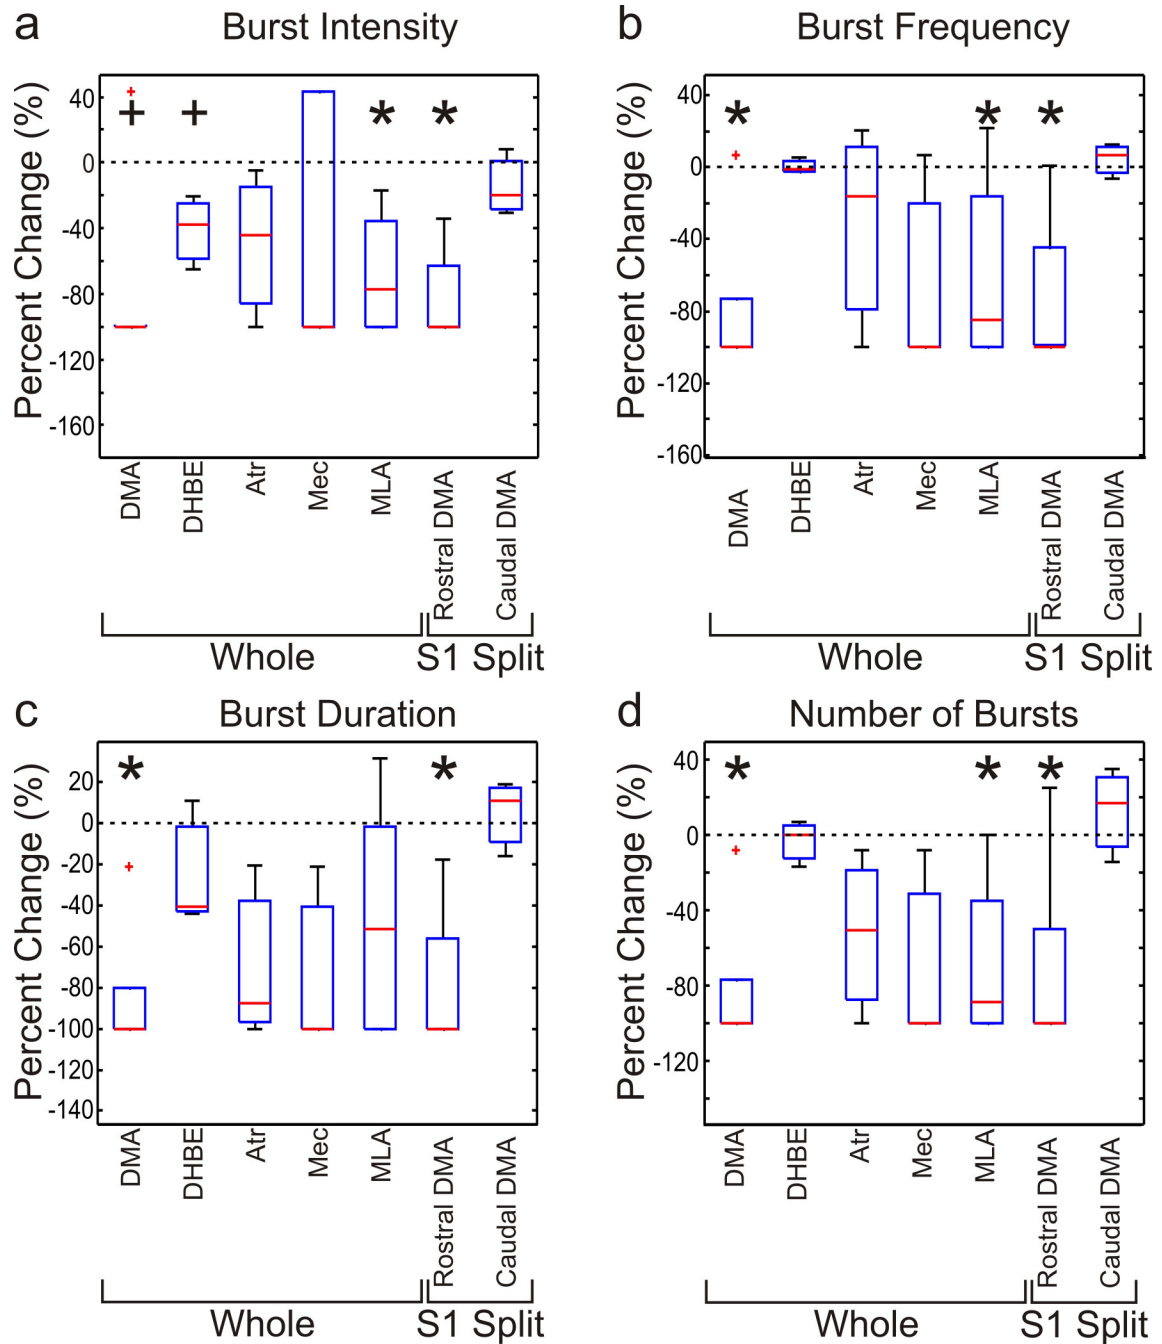 a Burst Intensity
Percent Change (%)
40
0
-40
-80
-120
-160
+ + * *
DMA
DHBE
Atr
Mec
MLA
Rostral DMA
Caudal DMA
Whole S1 Split
b Burst Frequency
Percent Change (%)
40
0
-40
-80
-120
-160
* * *
DMA
DHBE
Atr
Mec
MLA
Rostral DMA
Caudal DMA
Whole S1 Split
c Burst Duration
Percent Change (%)
20
0
-20
-40
-60
-80
-100
-120
-140
* *
DMA
DHBE
Atr
Mec
MLA
Rostral DMA
Caudal DMA
Whole S1 Split
d Number of Bursts
Percent Change (%)
40
0
-40
-80
-120
* * *
DMA
DHBE
Atr
Mec
MLA
Rostral DMA
Caudal DMA
Whole S1 Split